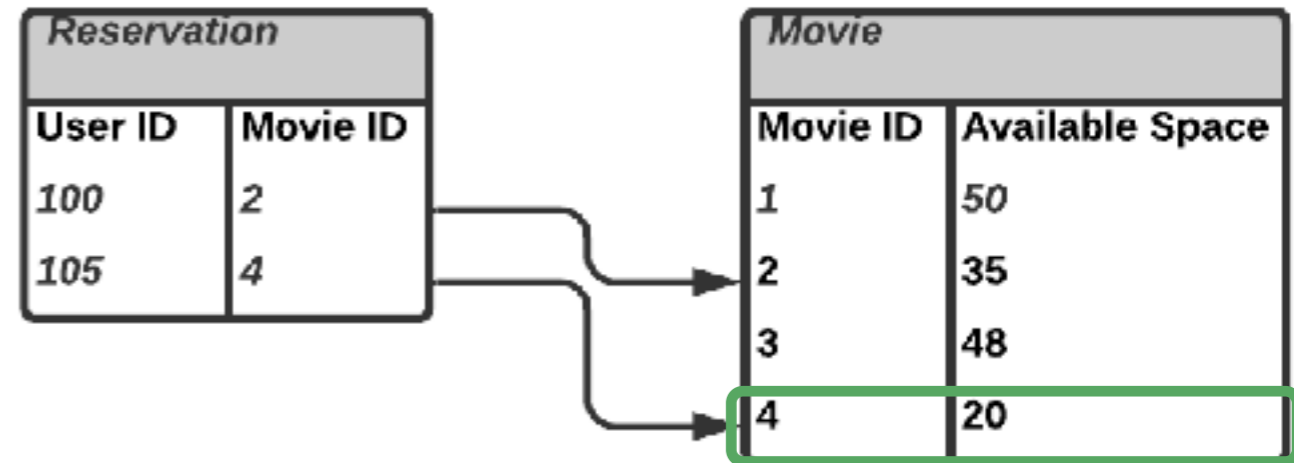 Reservation
User ID Movie ID
100 2
105 4
Movie
Movie ID Available Space
1 50
2 35
3 48
4 20